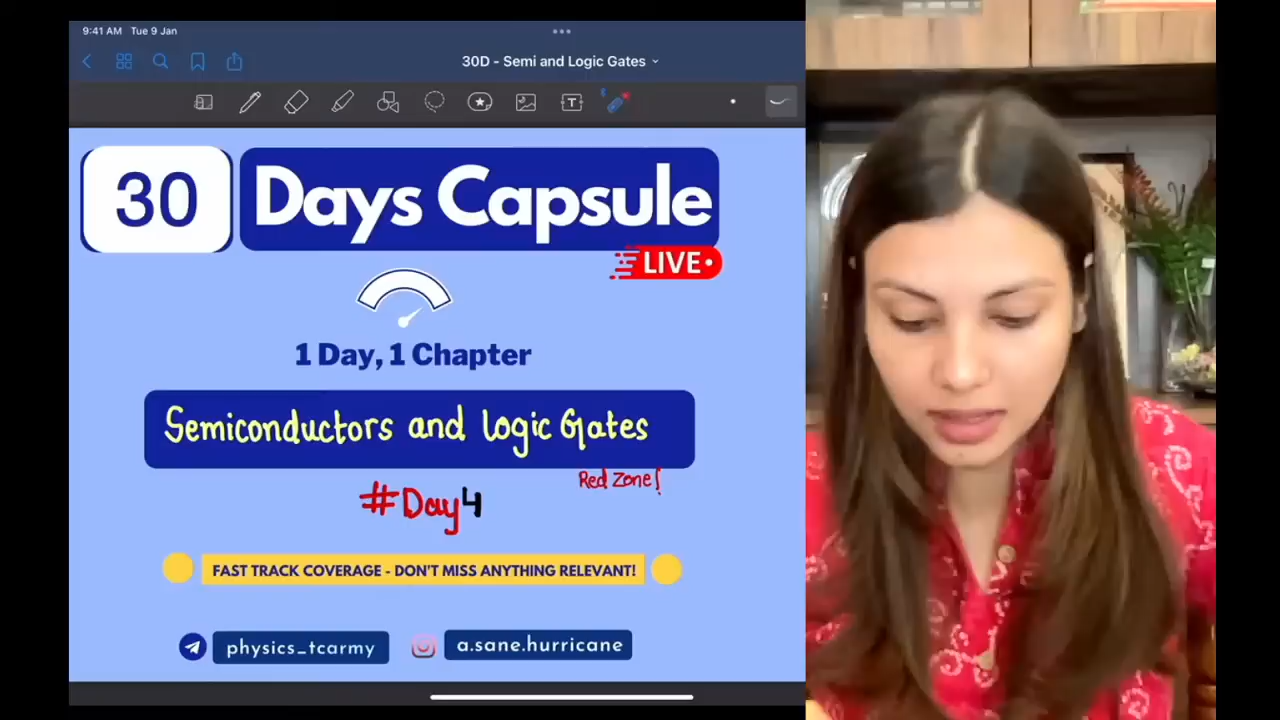 9:41 AM Tue 9 Jan
30D - Semi and Logic Gates
T
30 Days Capsule
LIVE
1 Day, 1 Chapter
Semiconductors and Logic Gates
Red Zone!
#Day4
FAST TRACK COVERAGE - DON'T MISS ANYTHING RELEVANT!
physics_tcarmy a.sane.hurricane